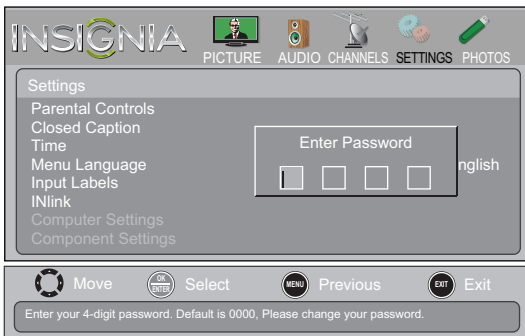 INSIGNIA
PICTURE AUDIO CHANNELS SETTINGS PHOTOS
Settings
Parental Controls
Closed Caption
Time
Menu Language nglish
Input Labels
INlink
Computer Settings
Component Settings
Enter Password
Move OK ENTER Select MENU Previous EXIT Exit
Enter your 4-digit password. Default is 0000, Please change your password.